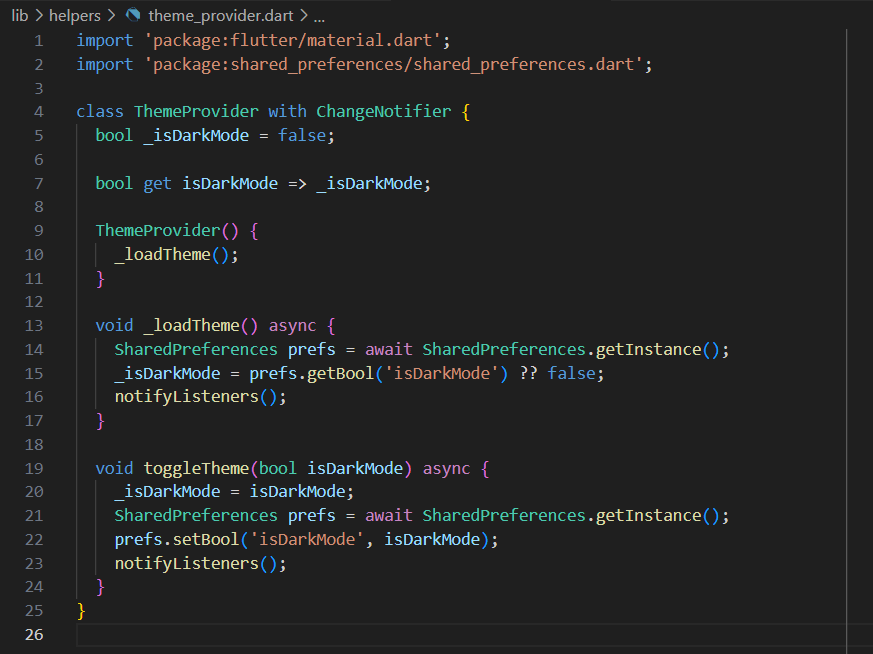 lib > helpers > theme_provider.dart > ...
1 import 'package:flutter/material.dart';
2 import 'package:shared_preferences/shared_preferences.dart';
3
4 class ThemeProvider with ChangeNotifier {
5   bool _isDarkMode = false;
6
7   bool get isDarkMode => _isDarkMode;
8
9   ThemeProvider() {
10     _loadTheme();
11   }
12
13   void _loadTheme() async {
14     SharedPreferences prefs = await SharedPreferences.getInstance();
15     _isDarkMode = prefs.getBool('isDarkMode') ?? false;
16     notifyListeners();
17   }
18
19   void toggleTheme(bool isDarkMode) async {
20     _isDarkMode = isDarkMode;
21     SharedPreferences prefs = await SharedPreferences.getInstance();
22     prefs.setBool('isDarkMode', isDarkMode);
23     notifyListeners();
24   }
25 }
26